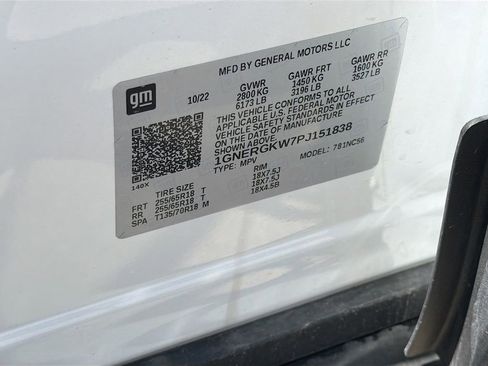 gm
MFD BY GENERAL MOTORS LLC
10/22
GVWR GAWR FRT GAWR RR
2800 KG 1450 KG 1600 KG
6173 LB 3196 LB 3527 LB
THIS VEHICLE CONFORMS TO ALL
APPLICABLE U.S. FEDERAL MOTOR
VEHICLE SAFETY STANDARDS IN EFFECT
ON THE DATE OF MANUFACTURE
1GNERGKW7PJ151838
140X
TYPE: MPV MODEL: 781NC56
TIRE SIZE RIM
FRT 255/65R18 T 18X7.5J
RR 255/65R18 T 18X7.5J
SPA T135/70R18 M 18X4.5B